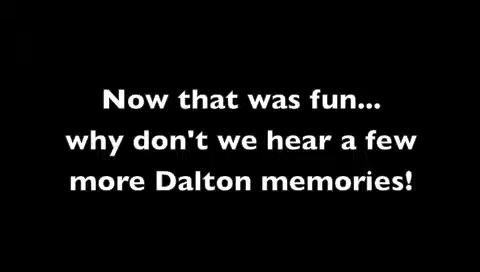 Now that was fun...
why don't we hear a few
more Dalton memories!